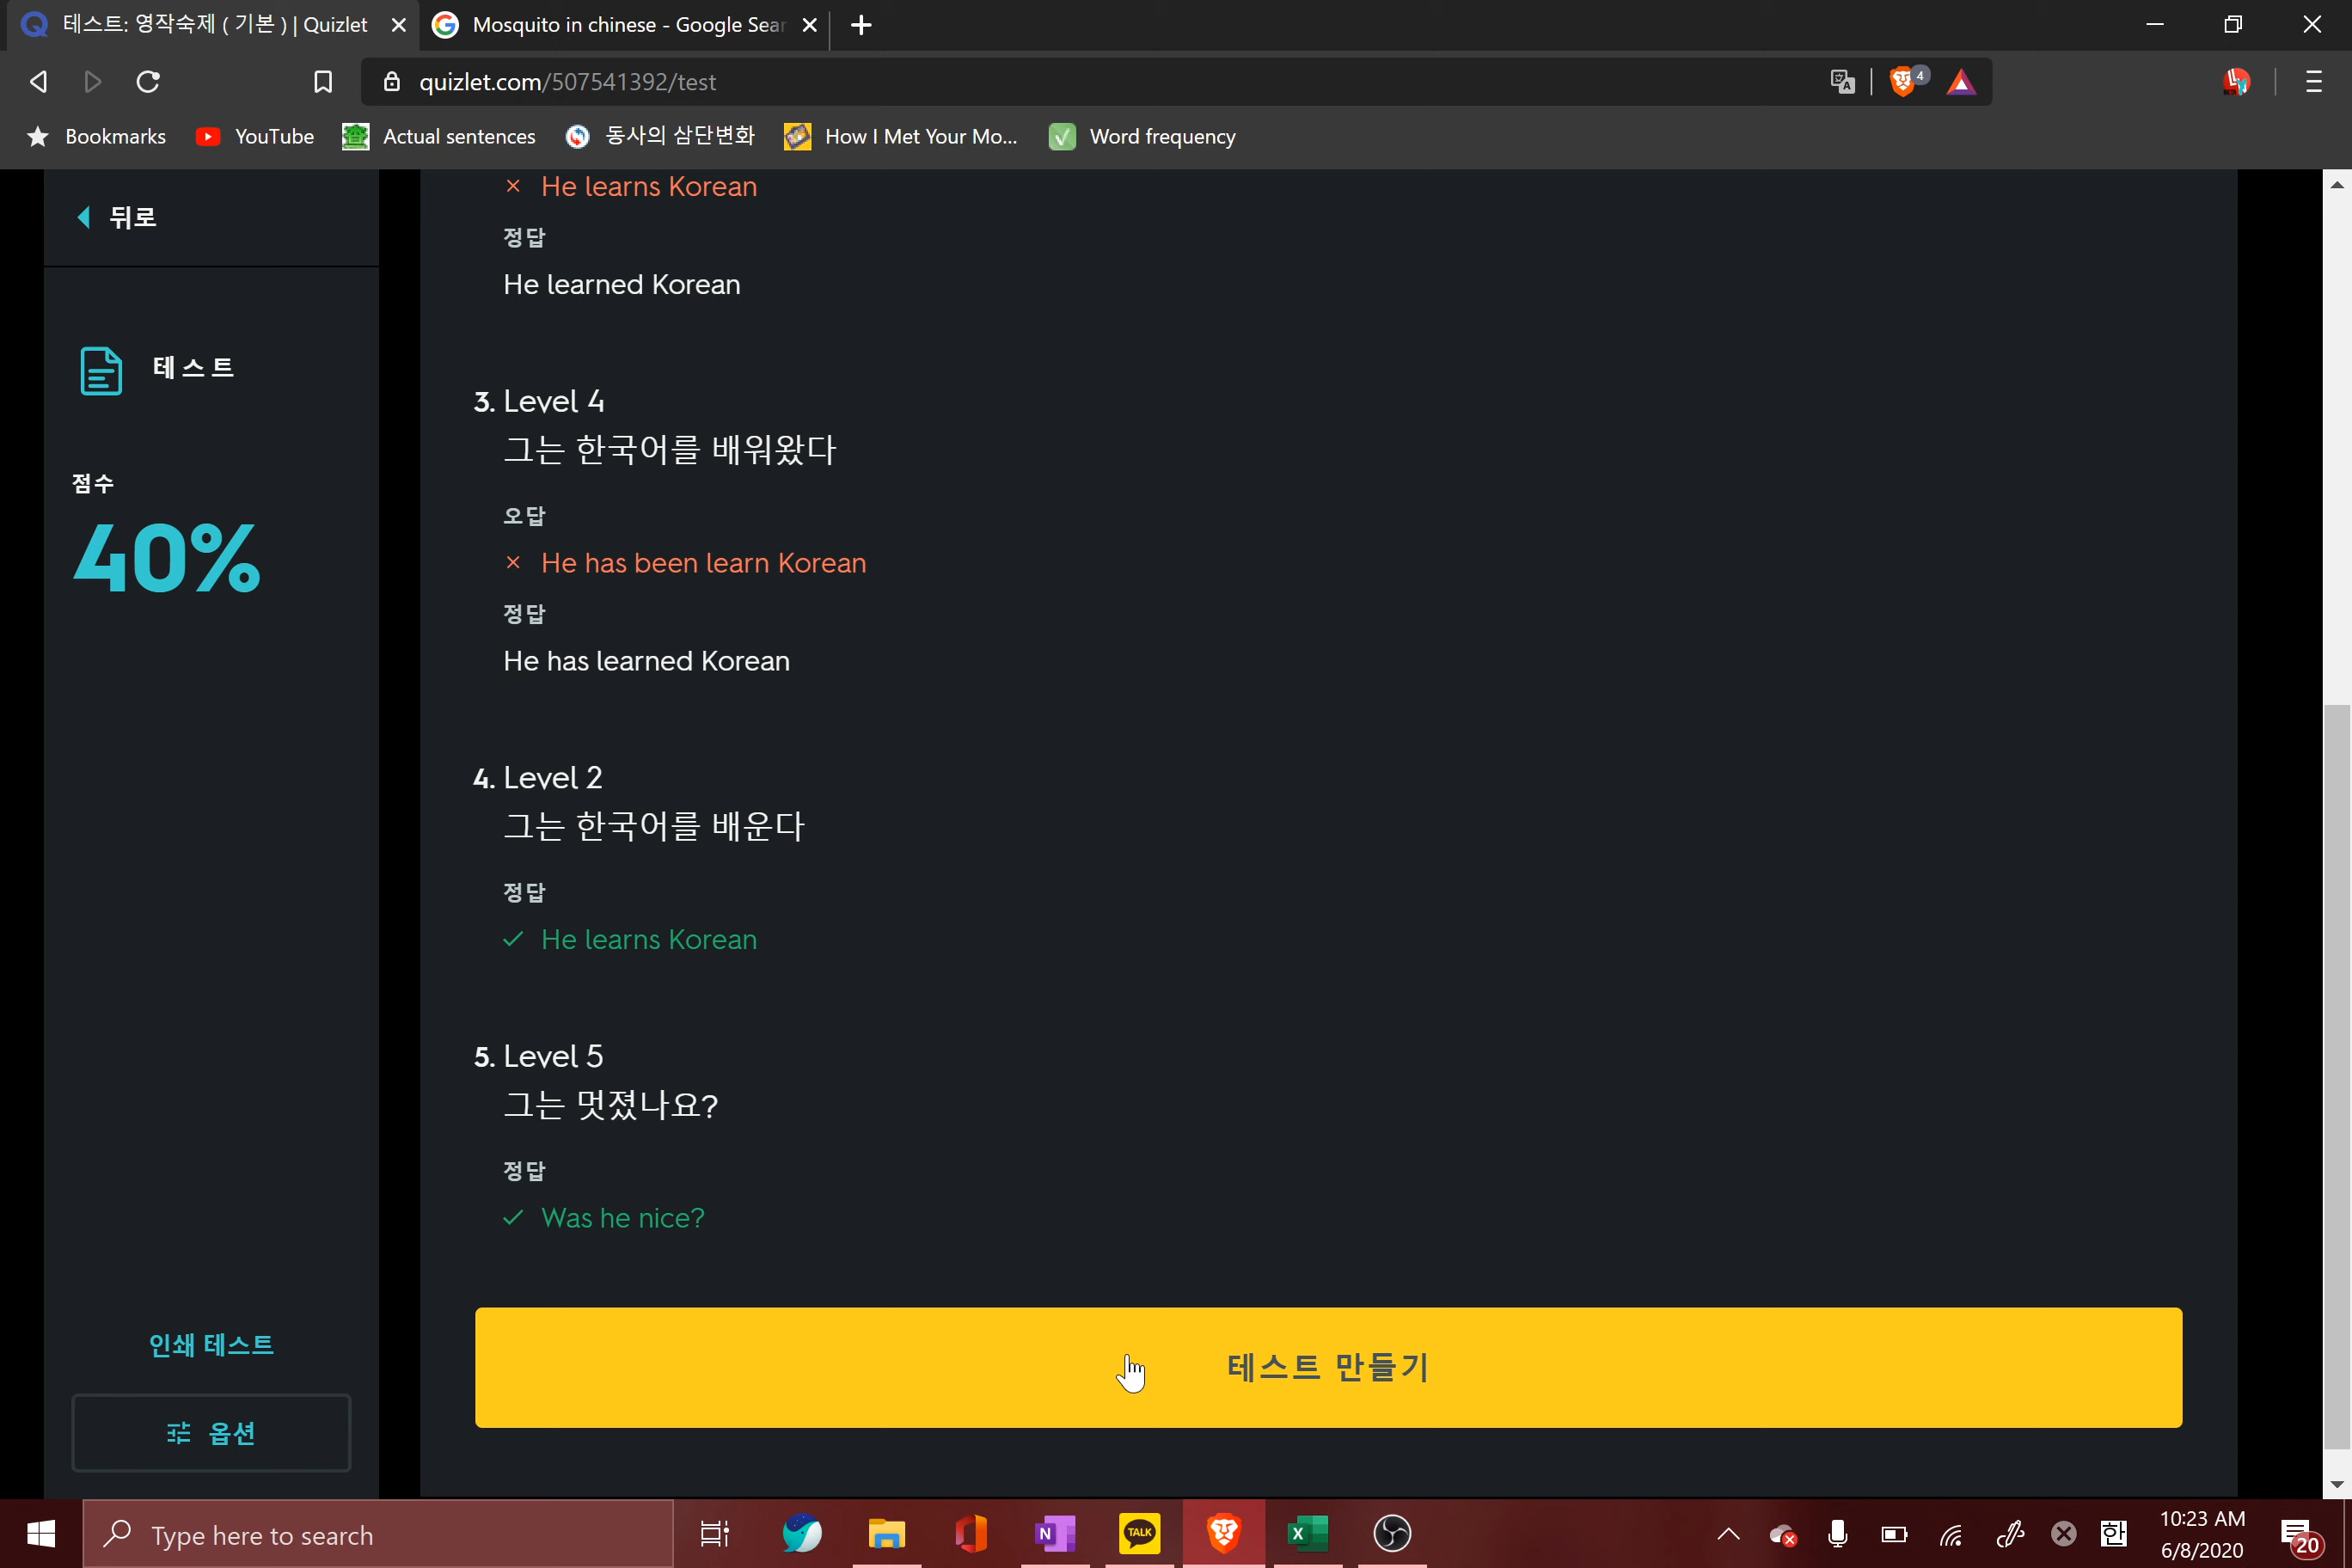 테스트: 영작숙제 ( 기본 ) | Quizlet
Mosquito in chinese - Google Sear
quizlet.com/507541392/test
4
Bookmarks
YouTube
Actual sentences
동사의 삼단변화
How I Met Your Mo...
Word frequency
뒤로
테스트
점수
40%
인쇄 테스트
옵션
× He learns Korean
정답
He learned Korean
3. Level 4
그는 한국어를 배워왔다
오답
× He has been learn Korean
정답
He has learned Korean
4. Level 2
그는 한국어를 배운다
정답
✓ He learns Korean
5. Level 5
그는 멋졌나요?
정답
✓ Was he nice?
테스트 만들기
Type here to search
N
TALK
X
한
10:23 AM
6/8/2020
20